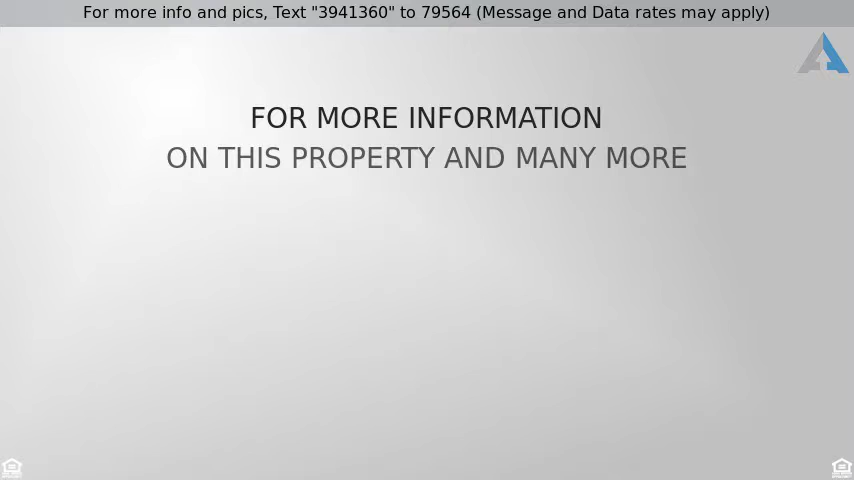 For more info and pics, Text "3941360" to 79564 (Message and Data rates may apply)
FOR MORE INFORMATION
ON THIS PROPERTY AND MANY MORE